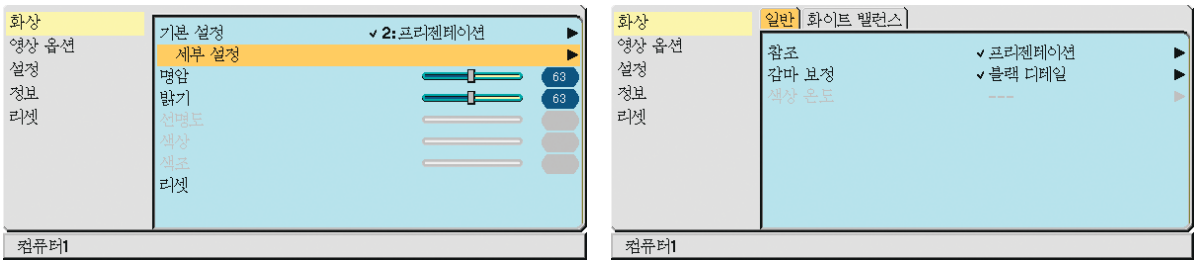 화상
영상 옵션
설정
정보
리셋
기본 설정 ✓ 2:프리젠테이션 ▶
세부 설정 ▶
명암 63
밝기 63
선명도
색상
색조
리셋
컴퓨터1
화상
영상 옵션
설정
정보
리셋
일반 화이트 밸런스
참조 ✓ 프리젠테이션 ▶
감마 보정 ✓ 블랙 디테일 ▶
색상 온도 --- ▶
컴퓨터1